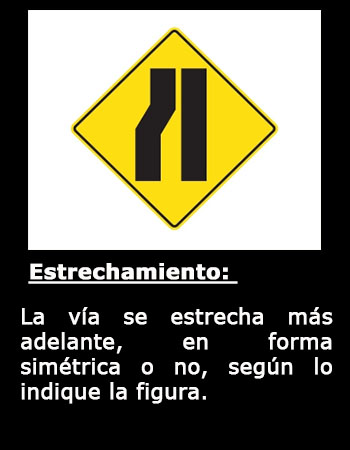 Estrechamiento:
La vía se estrecha más
adelante, en forma
simétrica o no, según lo
indique la figura.